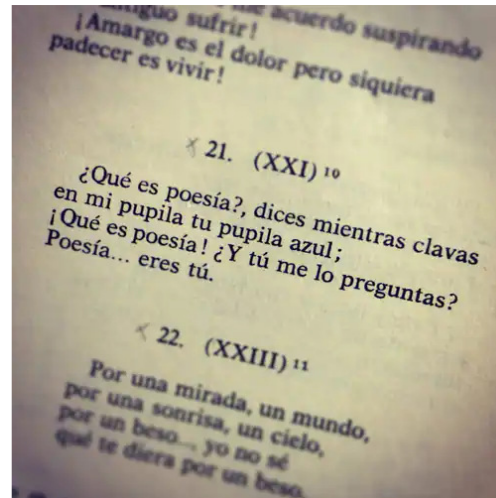 me acuerdo suspirando
antiguo sufrir!
¡Amargo es el dolor pero siquiera
padecer es vivir!
21. (XXI) 10
¿Qué es poesía?, dices mientras clavas
en mi pupila tu pupila azul;
¡Qué es poesía! ¿Y tú me lo preguntas?
Poesía... eres tú.
22. (XXIII) 11
Por una mirada, un mundo,
por una sonrisa, un cielo,
por un beso... yo no sé
qué te diera por un beso.